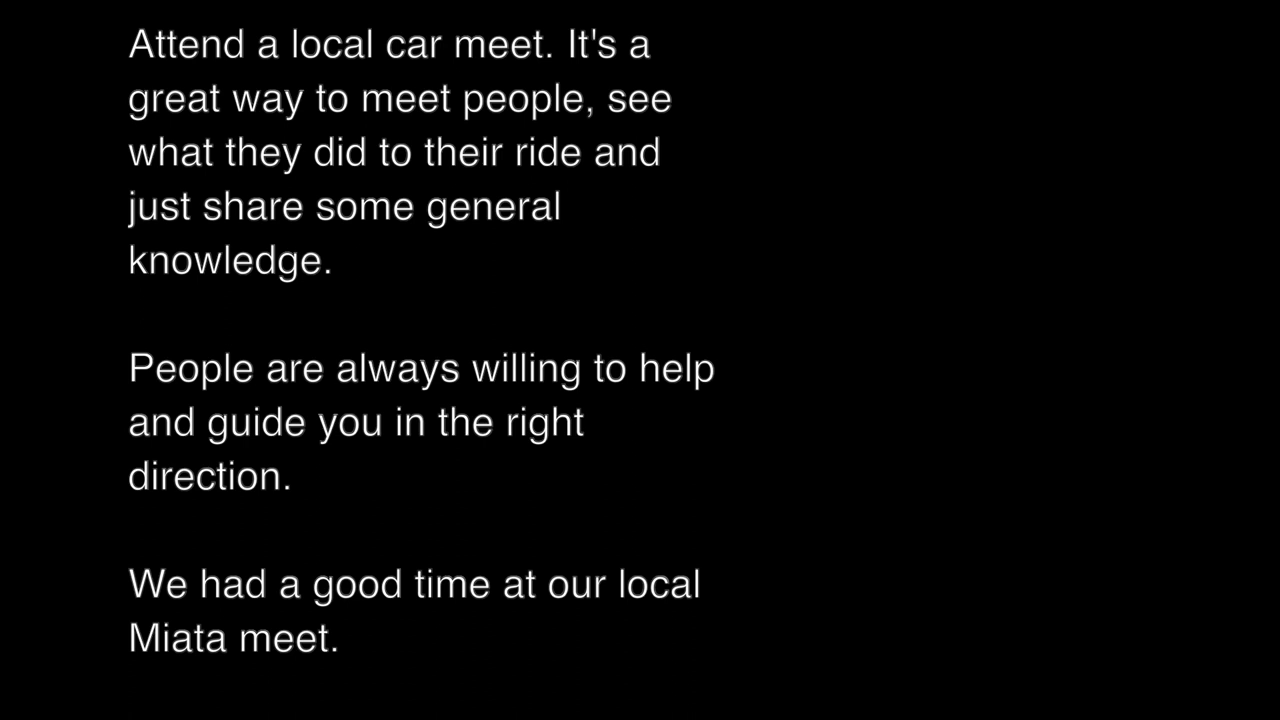 Attend a local car meet. It's a
great way to meet people, see
what they did to their ride and
just share some general
knowledge.
People are always willing to help
and guide you in the right
direction.
We had a good time at our local
Miata meet.